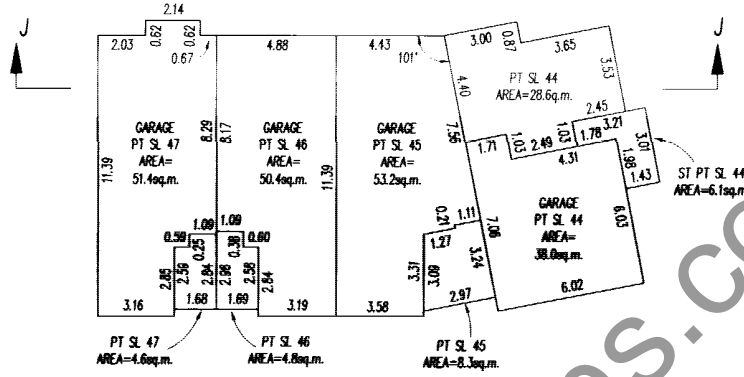 2.14
J
J
0.62
0.62
2.03
0.67
4.88
4.43
101°
3.00
0.87
3.65
4.40
PT SL 44
AREA=28.6sq.m.
3.53
GARAGE
PT SL 47
AREA=
51.4sq.m.
8.29
8.17
GARAGE
PT SL 46
AREA=
50.4sq.m.
GARAGE
PT SL 45
AREA=
53.2sq.m.
11.39
11.39
7.56
1.71
1.03
2.49
1.03
2.45
3.21
1.78
4.31
3.01
1.98
1.43
ST PT SL 44
AREA=6.1sq.m.
GARAGE
PT SL 44
AREA=
38.0sq.m.
6.03
7.06
6.02
1.09
1.09
0.59
0.25
0.38
0.60
2.85
2.59
2.84
2.98
2.58
2.84
0.21
1.11
1.27
3.31
3.09
3.24
2.97
3.16
1.68
1.69
3.19
3.58
PT SL 47
AREA=4.6sq.m.
PT SL 46
AREA=4.8sq.m.
PT SL 45
AREA=8.3sq.m.
s.c